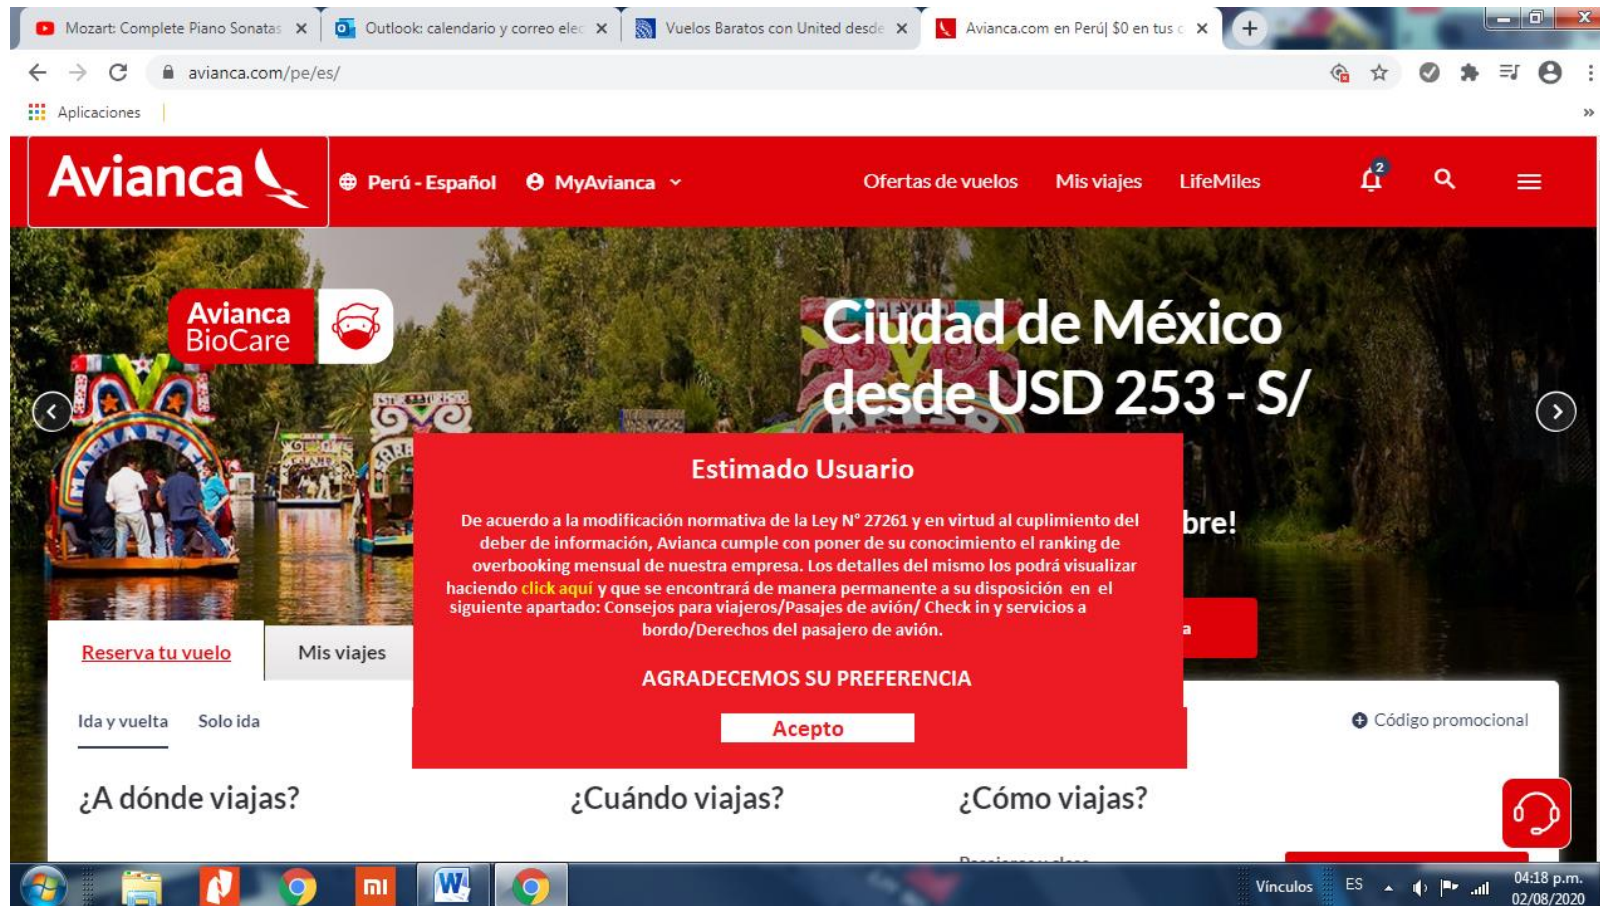 Mozart: Complete Piano Sonatas
Outlook: calendario y correo elec
Vuelos Baratos con United desde
Avianca.com en Perú| $0 en tus c
avianca.com/pe/es/
Aplicaciones
Avianca
Perú - Español
MyAvianca
Ofertas de vuelos
Mis viajes
LifeMiles
2
Avianca
BioCare
Ciudad de México
desde USD 253 - S/
bre!
a
Estimado Usuario
De acuerdo a la modificación normativa de la Ley N° 27261 y en virtud al cuplimiento del
deber de información, Avianca cumple con poner de su conocimiento el ranking de
overbooking mensual de nuestra empresa. Los detalles del mismo los podrá visualizar
haciendo click aquí y que se encontrará de manera permanente a su disposición en el
siguiente apartado: Consejos para viajeros/Pasajes de avión/ Check in y servicios a
bordo/Derechos del pasajero de avión.
AGRADECEMOS SU PREFERENCIA
Acepto
Reserva tu vuelo
Mis viajes
Ida y vuelta
Solo ida
Código promocional
¿A dónde viajas?
¿Cuándo viajas?
¿Cómo viajas?
Vínculos
ES
04:18 p.m.
02/08/2020